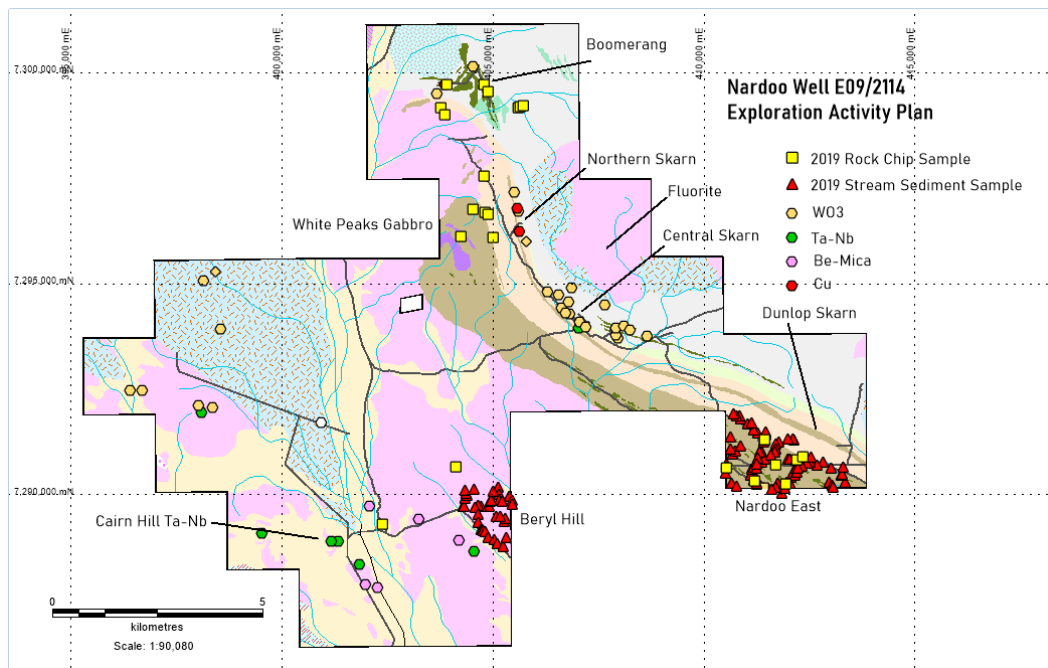 395,000 mE
400,000 mE
405,000 mE
440,000 mE
445,000 mE
7,300,000 mN
7,295,000 mN
7,290,000 mN
Boomerang
Nardoo Well E09/2114
Exploration Activity Plan
2019 Rock Chip Sample
2019 Stream Sediment Sample
WO3
Ta-Nb
Be-Mica
Cu
Northern Skarn
Fluorite
White Peaks Gabbro
Central Skarn
Dunlop Skarn
Cairn Hill Ta-Nb
Beryl Hill
Nardoo East
0
5
kilometres
Scale: 1:90,080